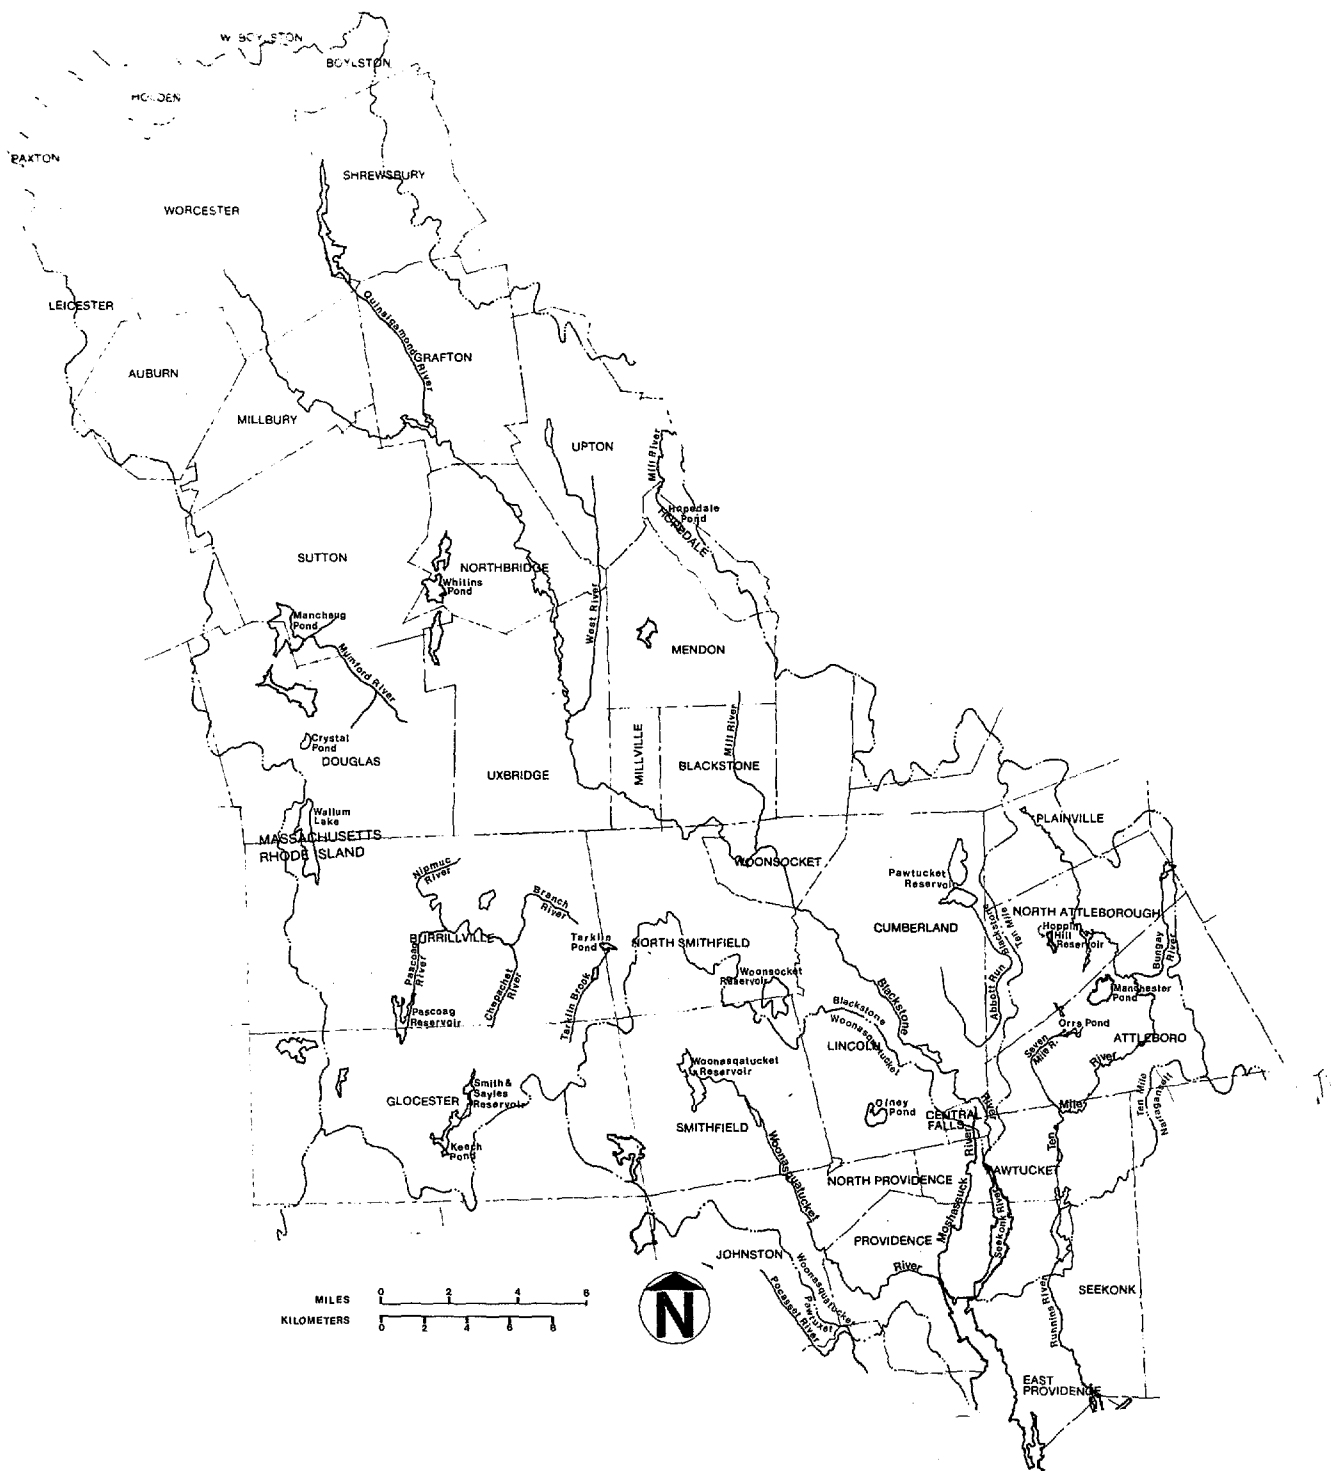 W BOYLSTON
BOYLSTON
HOLDEN
PAXTON
SHREWSBURY
WORCESTER
LEICESTER
Quinsigamond River
GRAFTON
AUBURN
MILLBURY
UPTON
Mill River
Hopedale
Pond
HOPEDALE
SUTTON
NORTHBRIDGE
Whitins
Pond
West River
Manchaug
Pond
MENDON
Mumford River
Crystal
Pond
DOUGLAS
UXBRIDGE
MILLVILLE
Mill River
BLACKSTONE
Wallum
Lake
MASSACHUSETTS
RHODE ISLAND
PLAINVILLE
WOONSOCKET
Nipmuc
River
Pawtucket
Reservoir
Branch
River
CUMBERLAND
Blackstone
Ten Mile
NORTH ATTLEBOROUGH
Hoppin
Hill
Reservoir
Bungay
River
BURRILLVILLE
Tarklin
Pond
NORTH SMITHFIELD
Pascoag
River
Chepachet
River
Tarklin Brook
Woonsocket
Reservoir
Blackstone
Abbott Run
Manchester
Pond
Pascoag
Reservoir
Blackstone
Woonasquatucket
LINCOLN
Orrs Pond
ATTLEBORO
Seven
Mile R.
River
Woonasqatucket
Reservoir
Smith &
Sayles
Reservoir
GLOCESTER
Olney
Pond
CENTRAL
FALLS
River
Mile
Ten Mile
Narragansett
SMITHFIELD
Keech
Pond
Woonasquatucket
River
Ten
NORTH PROVIDENCE
PAWTUCKET
Moshassuck
Seekonk River
PROVIDENCE
JOHNSTON
River
Woonasquatucket
Pawtuxet
Pocasset River
Runnins River
SEEKONK
MILES 0 2 4 6
KILOMETERS 0 2 4 6 8
N
EAST
PROVIDENCE